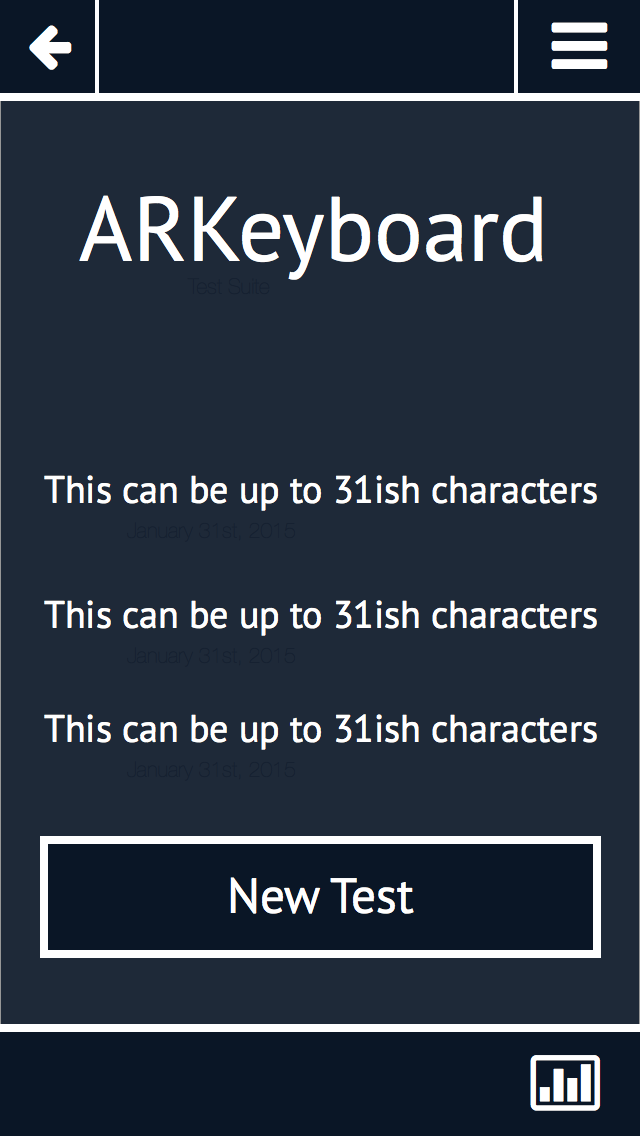 ARKeyboard
Test Suite
This can be up to 31ish characters
January 31st, 2015
This can be up to 31ish characters
January 31st, 2015
This can be up to 31ish characters
January 31st, 2015
New Test